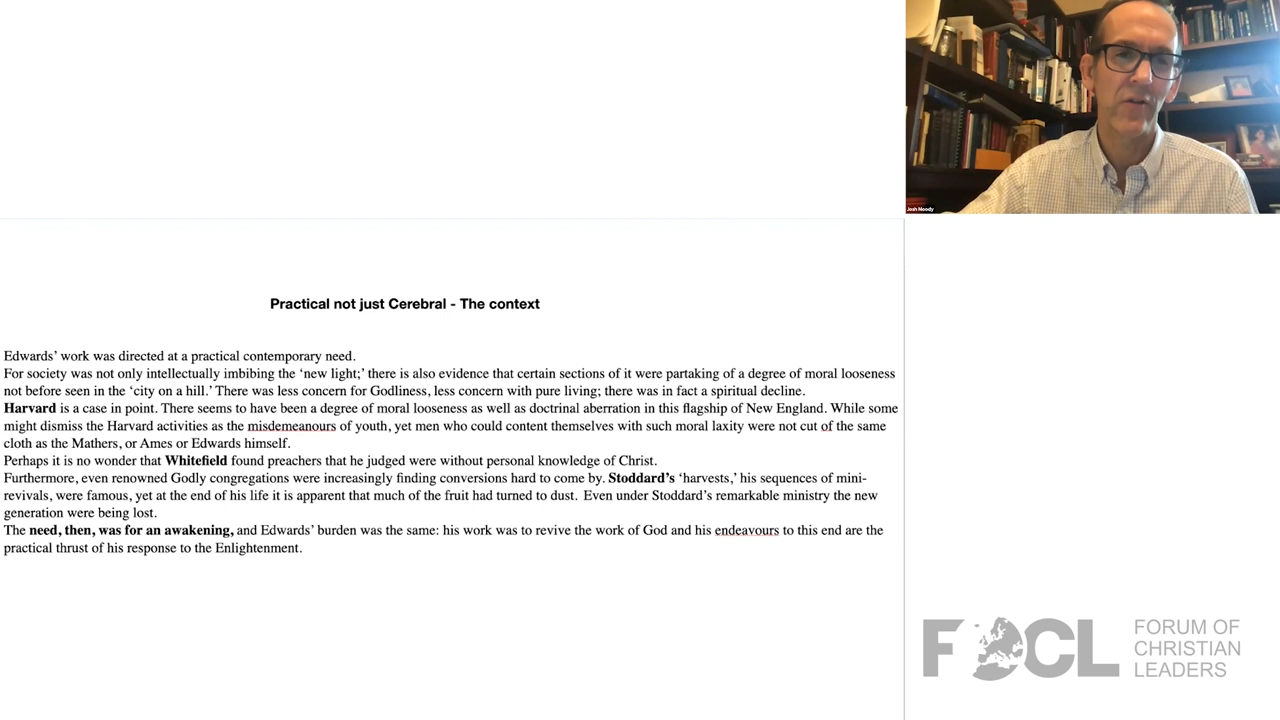 Josh Moody
Practical not just Cerebral - The context
Edwards’ work was directed at a practical contemporary need.
For society was not only intellectually imbibing the ‘new light;’ there is also evidence that certain sections of it were partaking of a degree of moral looseness
not before seen in the ‘city on a hill.’ There was less concern for Godliness, less concern with pure living; there was in fact a spiritual decline.
Harvard is a case in point. There seems to have been a degree of moral looseness as well as doctrinal aberration in this flagship of New England. While some
might dismiss the Harvard activities as the misdemeanours of youth, yet men who could content themselves with such moral laxity were not cut of the same
cloth as the Mathers, or Ames or Edwards himself.
Perhaps it is no wonder that Whitefield found preachers that he judged were without personal knowledge of Christ.
Furthermore, even renowned Godly congregations were increasingly finding conversions hard to come by. Stoddard’s ‘harvests,’ his sequences of mini-
revivals, were famous, yet at the end of his life it is apparent that much of the fruit had turned to dust. Even under Stoddard’s remarkable ministry the new
generation were being lost.
The need, then, was for an awakening, and Edwards’ burden was the same: his work was to revive the work of God and his endeavours to this end are the
practical thrust of his response to the Enlightenment.
FOCL
FORUM OF
CHRISTIAN
LEADERS